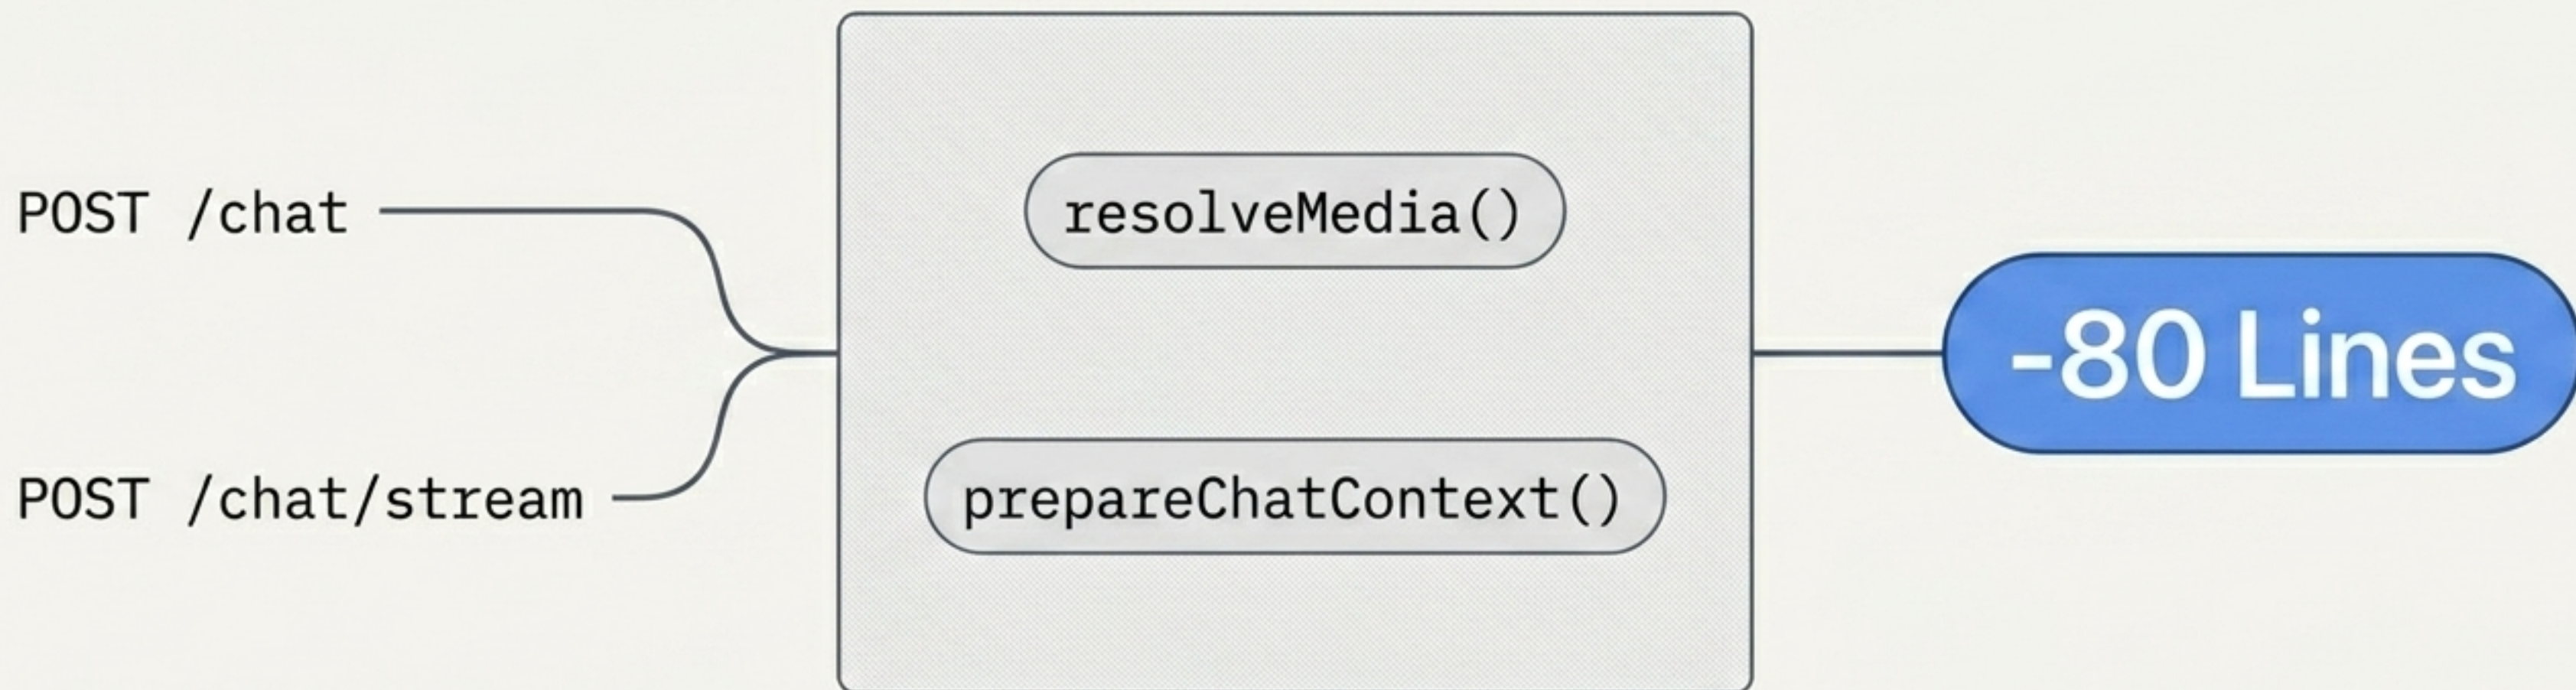 POST /chat
resolveMedia()
-80 Lines
POST /chat/stream
prepareChatContext()